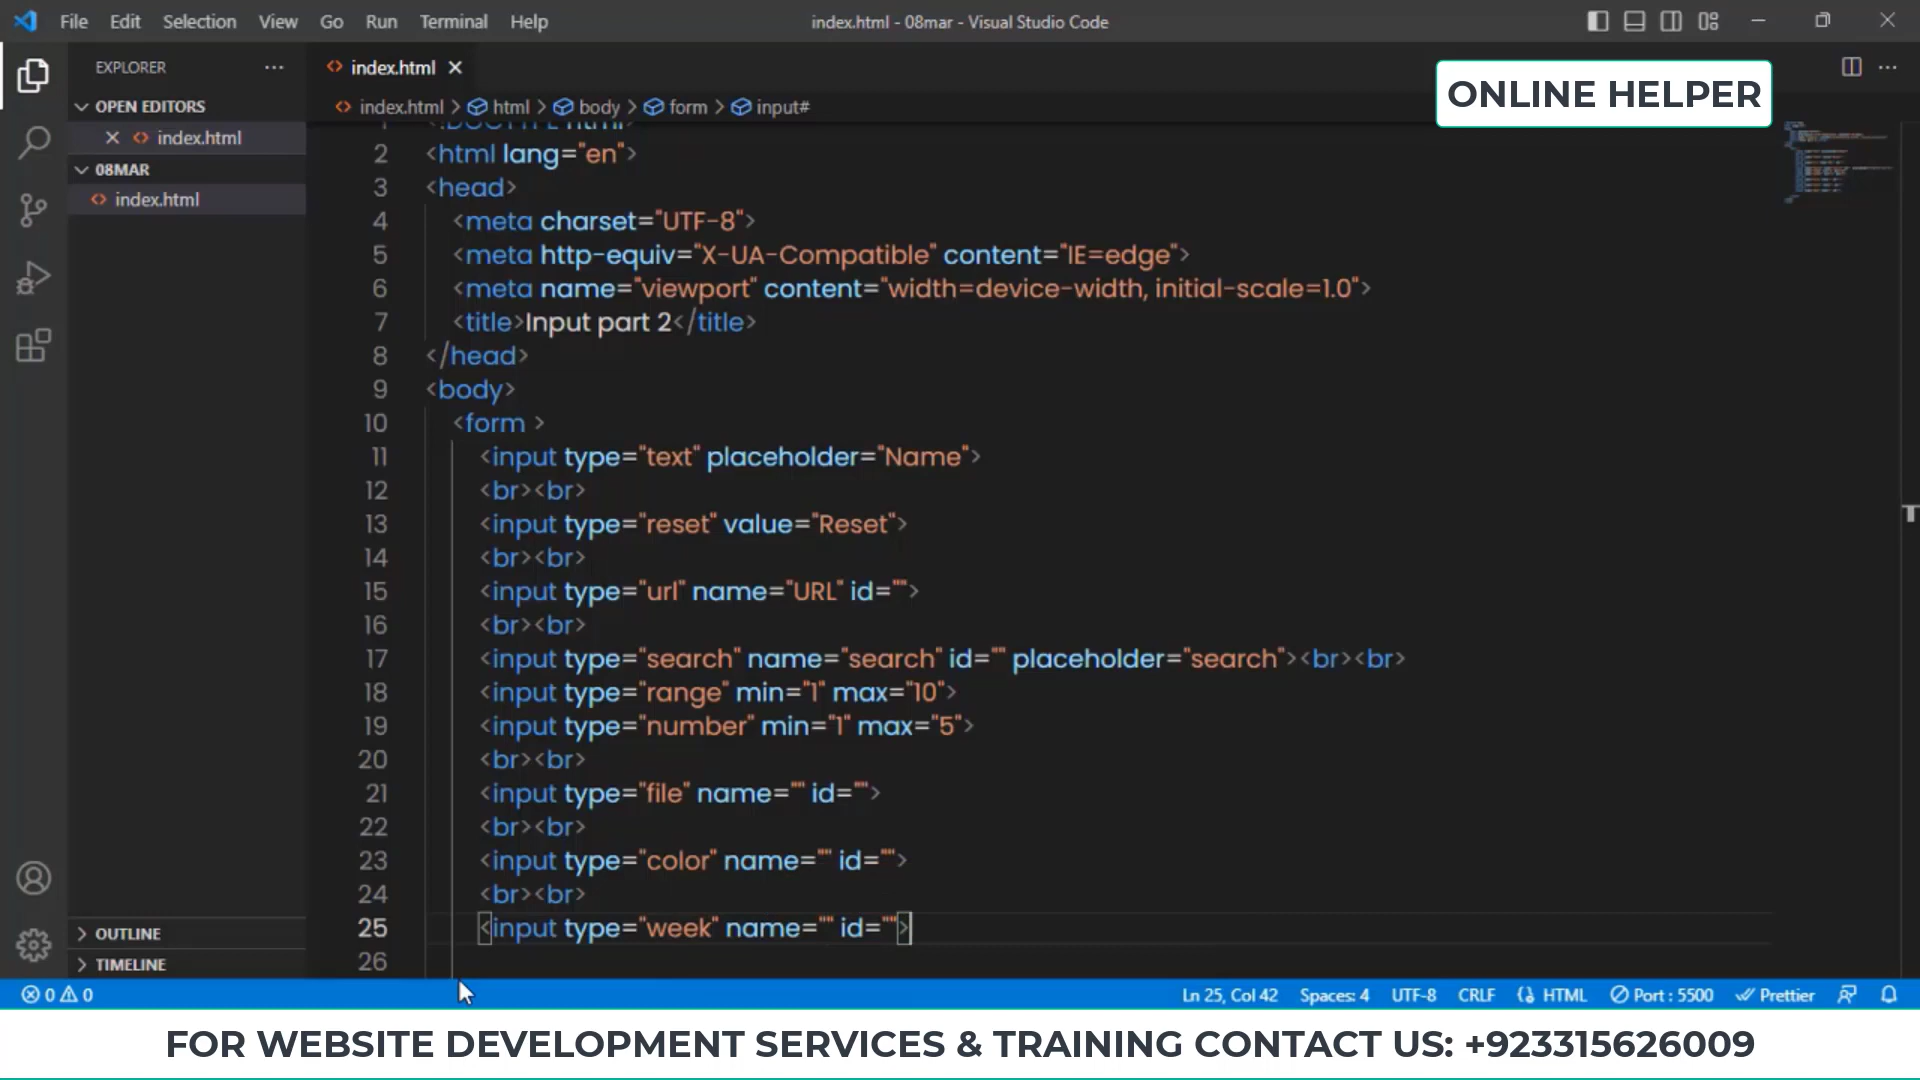 File Edit Selection View Go Run Terminal Help
index.html - 08mar - Visual Studio Code
EXPLORER
OPEN EDITORS
index.html
08MAR
index.html
index.html
index.html > html > body > form > input#
ONLINE HELPER
1 <!DOCTYPE html>
2 <html lang="en">
3 <head>
4 <meta charset="UTF-8">
5 <meta http-equiv="X-UA-Compatible" content="IE=edge">
6 <meta name="viewport" content="width=device-width, initial-scale=1.0">
7 <title>Input part 2</title>
8 </head>
9 <body>
10 <form >
11 <input type="text" placeholder="Name">
12 <br><br>
13 <input type="reset" value="Reset">
14 <br><br>
15 <input type="url" name="URL" id="">
16 <br><br>
17 <input type="search" name="search" id="" placeholder="search"><br><br>
18 <input type="range" min="1" max="10">
19 <input type="number" min="1" max="5">
20 <br><br>
21 <input type="file" name="" id="">
22 <br><br>
23 <input type="color" name="" id="">
24 <br><br>
25 <input type="week" name="" id="">
26
OUTLINE
TIMELINE
0 0
Ln 25, Col 42 Spaces: 4 UTF-8 CRLF HTML Port : 5500 Prettier
FOR WEBSITE DEVELOPMENT SERVICES & TRAINING CONTACT US: +923315626009